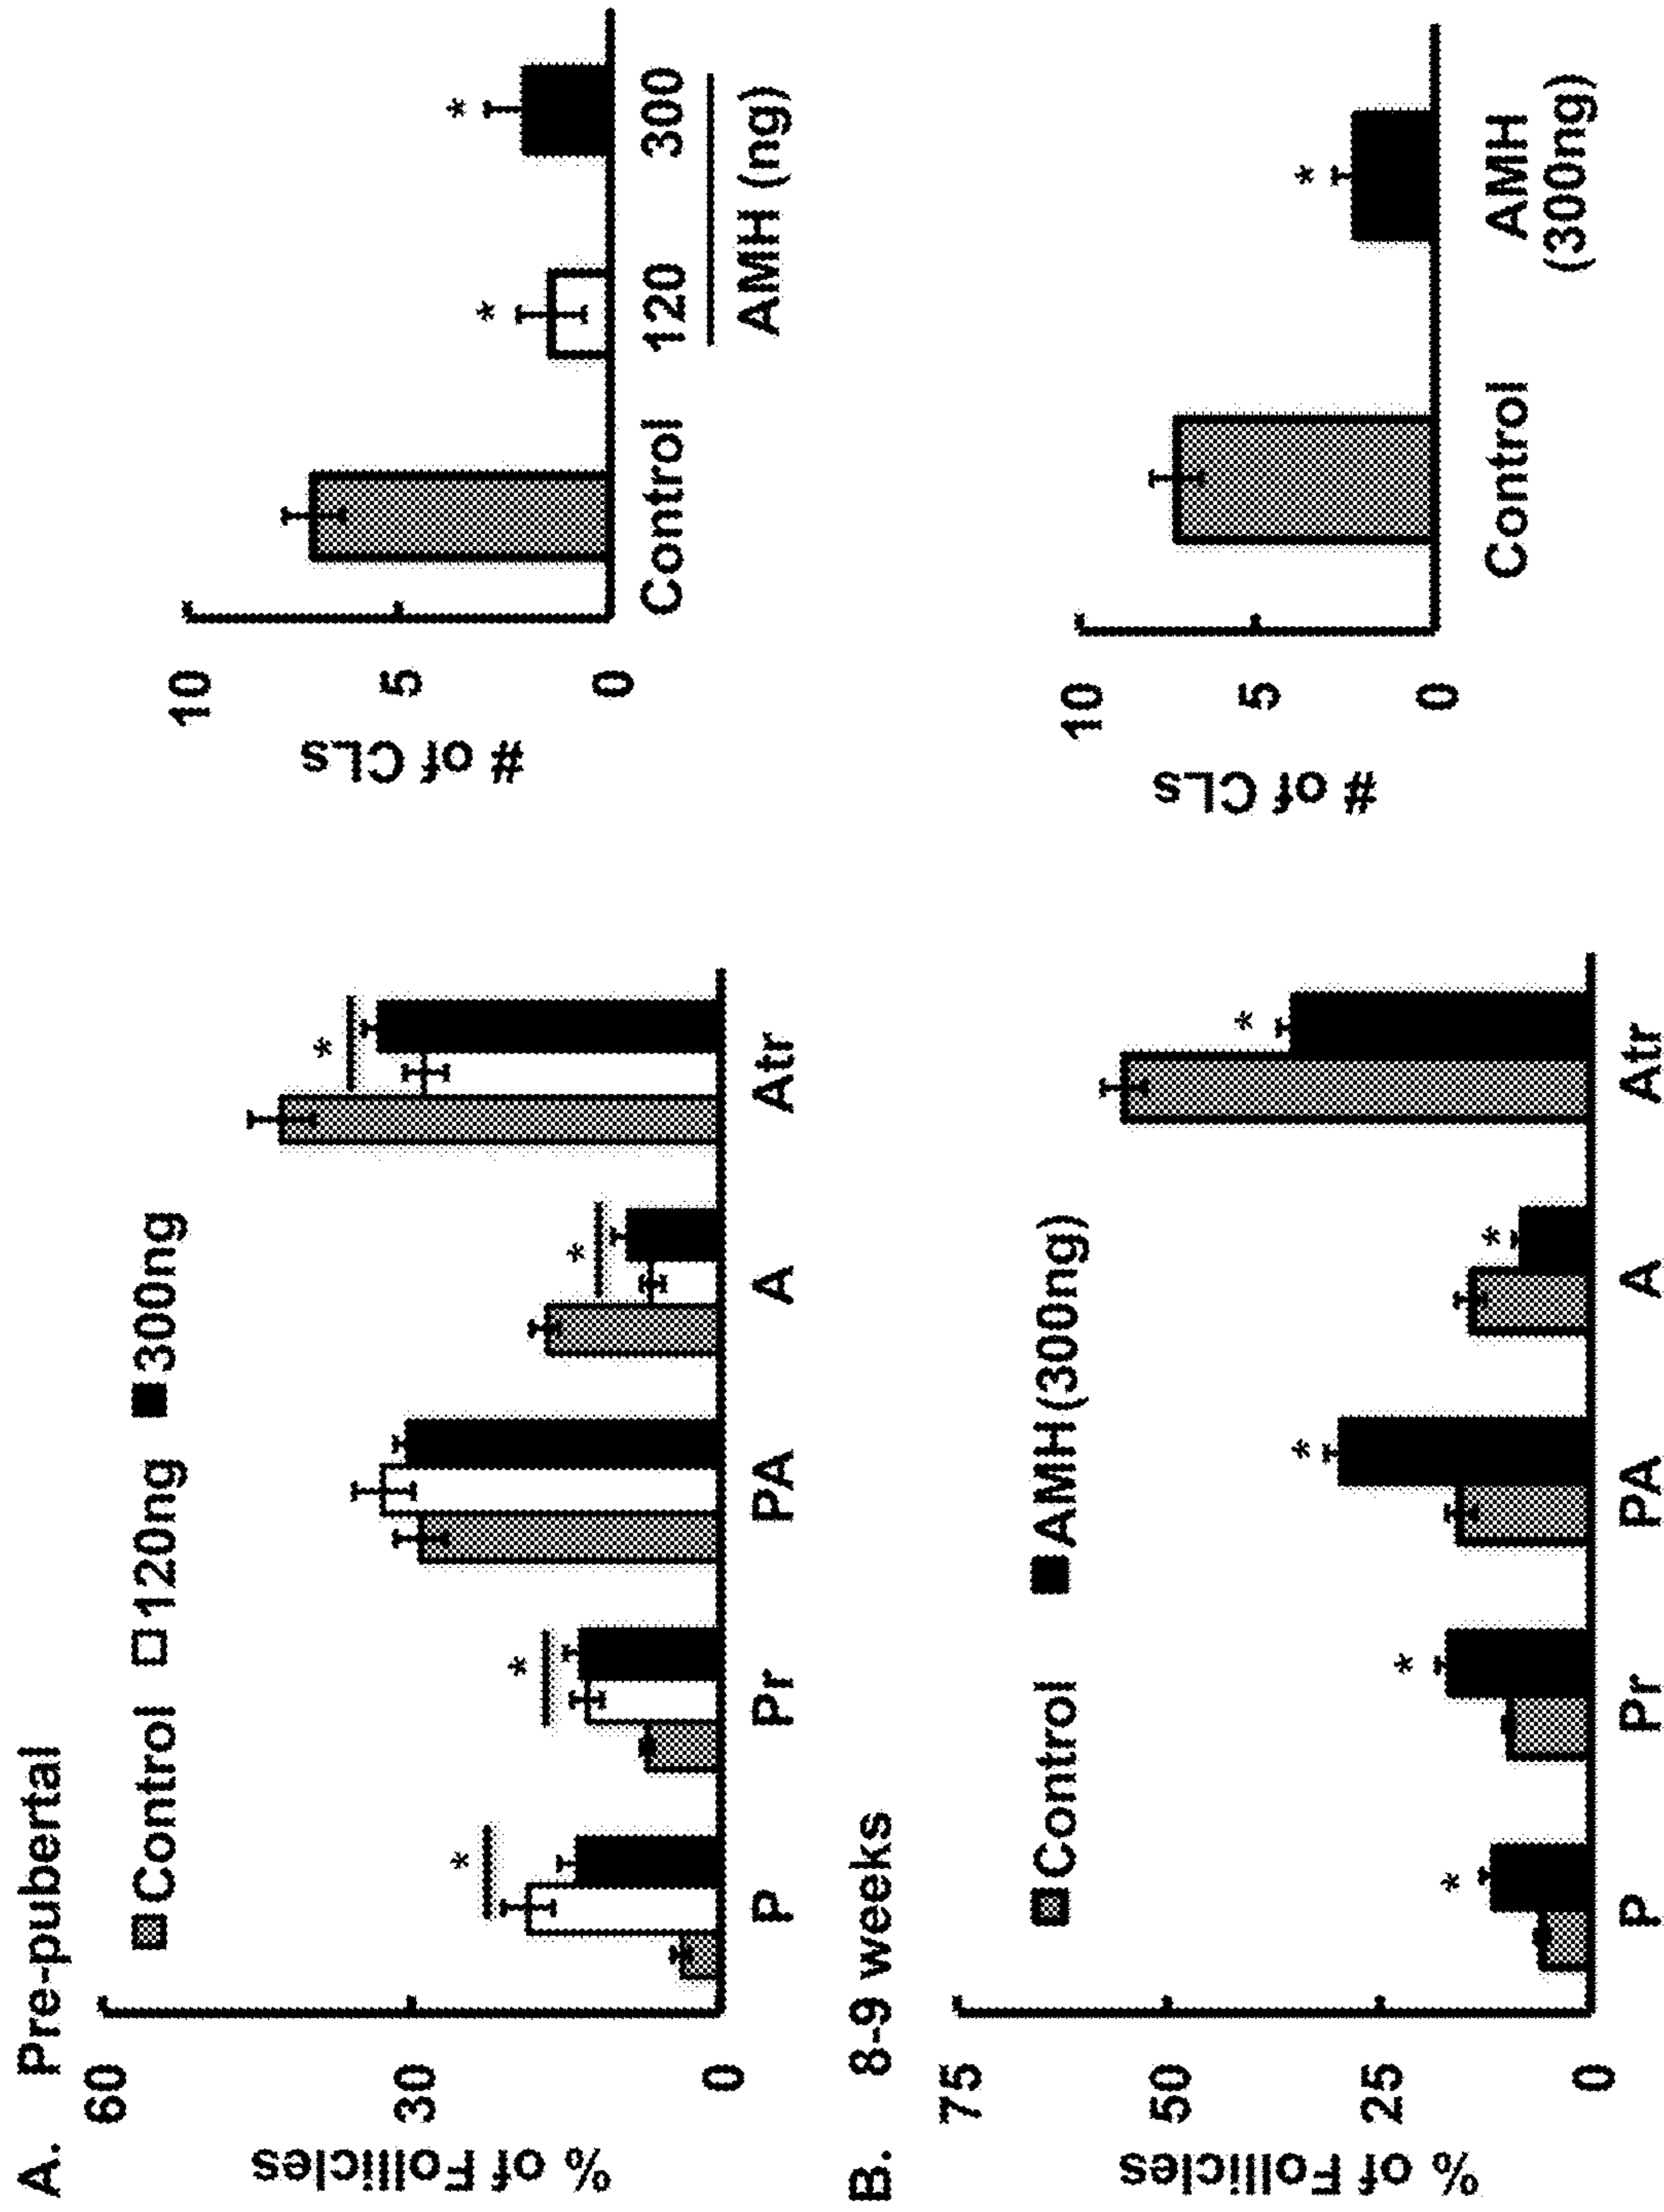 A. Pre-pubertal
Control 120ng 300ng
% of Follicles
60
30
0
P Pr PA A Atr
*
*
*
*
# of CLs
10
5
0
*
*
Control 120 300
AMH (ng)
B. 8-9 weeks
Control AMH (300ng)
% of Follicles
75
50
25
0
P Pr PA A Atr
*
*
*
*
*
# of CLs
10
5
0
*
Control AMH
(300ng)